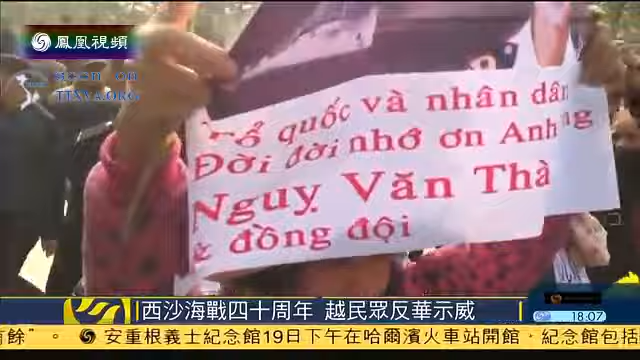 鳳凰視頻
TTXVA.ORG
Tổ quốc và nhân dân
Đời đời nhớ ơn Anh
Nguỵ Văn Thà
đồng đội
西沙海戰四十周年 越民眾反華示威
18:07
餘”。 安重根義士紀念館19日下午在哈爾濱火車站開館﹐紀念館包括